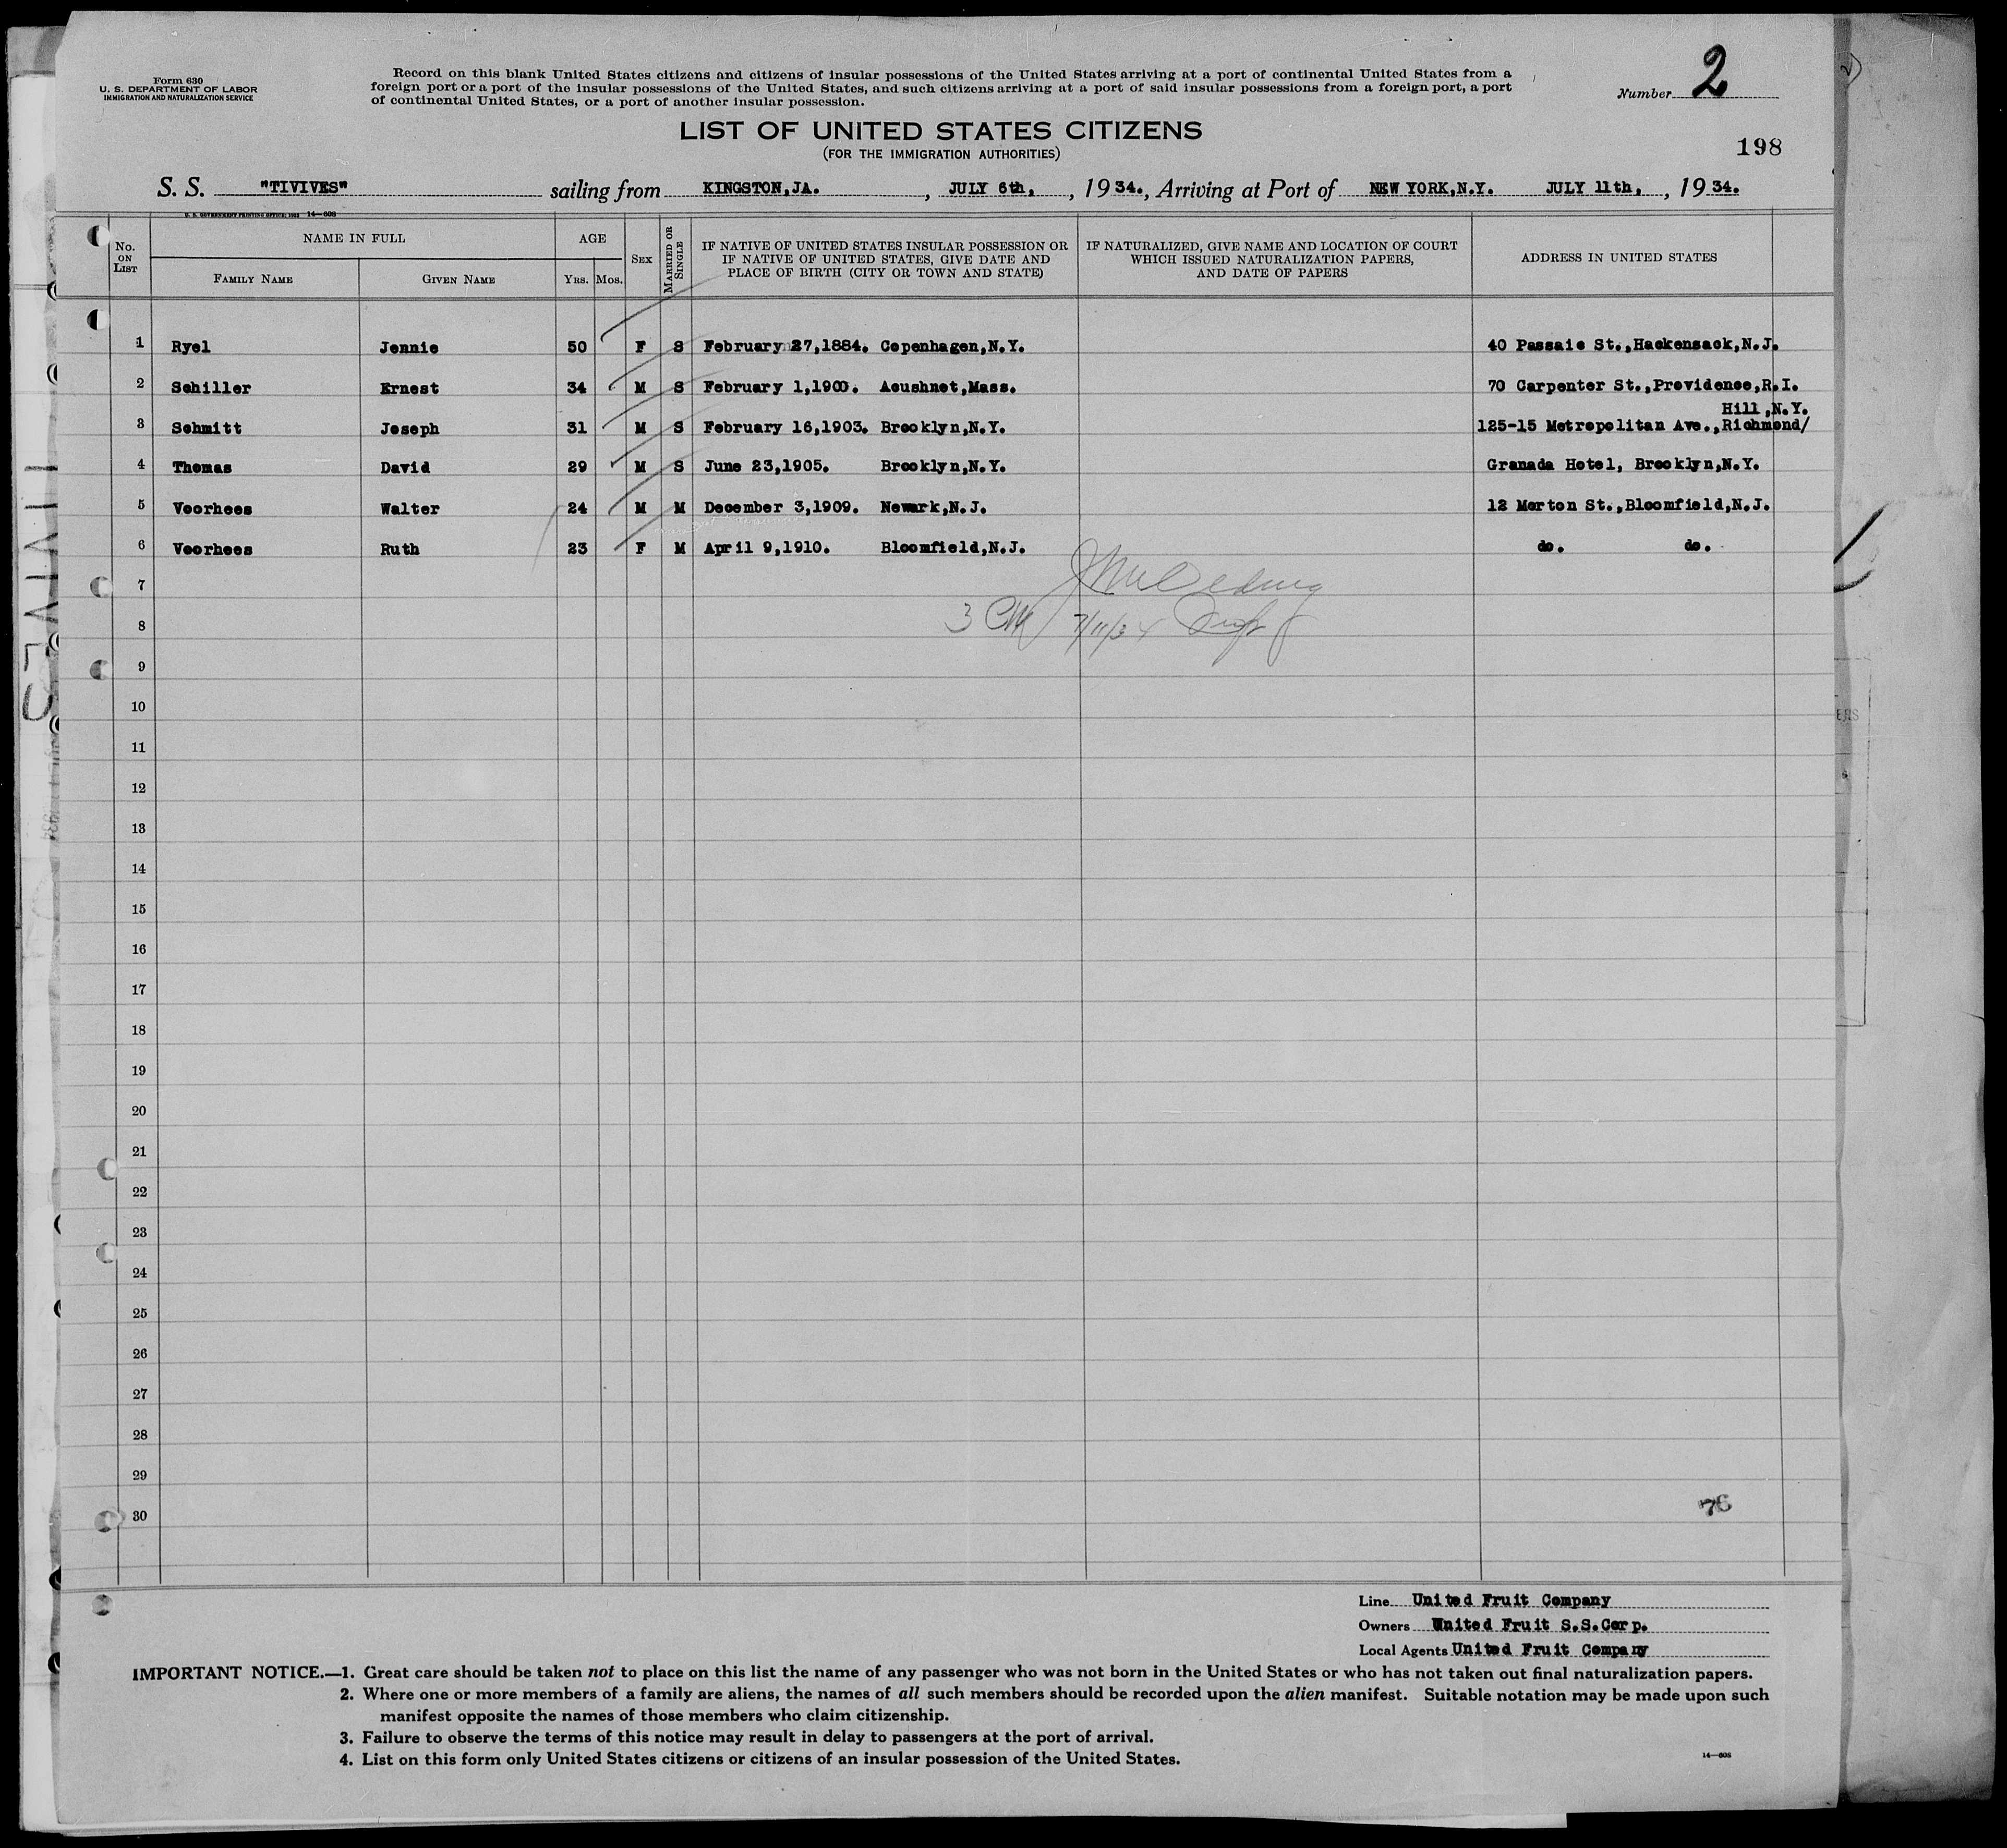 Form 630
U. S. DEPARTMENT OF LABOR
IMMIGRATION AND NATURALIZATION SERVICE
Record on this blank United States citizens and citizens of insular possessions of the United States arriving at a port of continental United States from a
foreign port or a port of the insular possessions of the United States, and such citizens arriving at a port of said insular possessions from a foreign port, a port
of continental United States, or a port of another insular possession.
Number 2
LIST OF UNITED STATES CITIZENS
(FOR THE IMMIGRATION AUTHORITIES)
198
S. S. "TIVIVES" sailing from KINGSTON,JA. , JULY 6th, , 1934., Arriving at Port of NEW YORK,N.Y. JULY 11th, , 1934.
U. S. GOVERNMENT PRINTING OFFICE: 1932 14—608
No. ON LIST
NAME IN FULL
FAMILY NAME
GIVEN NAME
AGE
YRS. MOS.
SEX
MARRIED OR SINGLE
IF NATIVE OF UNITED STATES INSULAR POSSESSION OR
IF NATIVE OF UNITED STATES, GIVE DATE AND
PLACE OF BIRTH (CITY OR TOWN AND STATE)
IF NATURALIZED, GIVE NAME AND LOCATION OF COURT
WHICH ISSUED NATURALIZATION PAPERS,
AND DATE OF PAPERS
ADDRESS IN UNITED STATES
1 Ryel Jennie 50 F S February 27,1884. Copenhagen,N.Y. 40 Passaic St.,Hackensack,N.J.
2 Schiller Ernest 34 M S February 1,1900. Acushnet,Mass. 70 Carpenter St.,Providence,R.I.
Hill,N.Y.
3 Schmitt Joseph 31 M S February 16,1903. Brooklyn,N.Y. 125-15 Metropolitan Ave.,Richmond/
4 Thomas David 29 M S June 23,1905. Brooklyn,N.Y. Granada Hotel, Brooklyn,N.Y.
5 Voorhees Walter 24 M M December 3,1909. Newark,N.J. 12 Morton St.,Bloomfield,N.J.
6 Voorhees Ruth 23 F M April 9,1910. Bloomfield,N.J. do. do.
7
8 3 7/11/34
9
10
11
12
13
14
15
16
17
18
19
20
21
22
23
24
25
26
27
28
29
30
76
Line United Fruit Company
Owners United Fruit S.S.Corp.
Local Agents United Fruit Company
IMPORTANT NOTICE.—1. Great care should be taken not to place on this list the name of any passenger who was not born in the United States or who has not taken out final naturalization papers.
2. Where one or more members of a family are aliens, the names of all such members should be recorded upon the alien manifest. Suitable notation may be made upon such
manifest opposite the names of those members who claim citizenship.
3. Failure to observe the terms of this notice may result in delay to passengers at the port of arrival.
4. List on this form only United States citizens or citizens of an insular possession of the United States.
14—608
TIVIVES